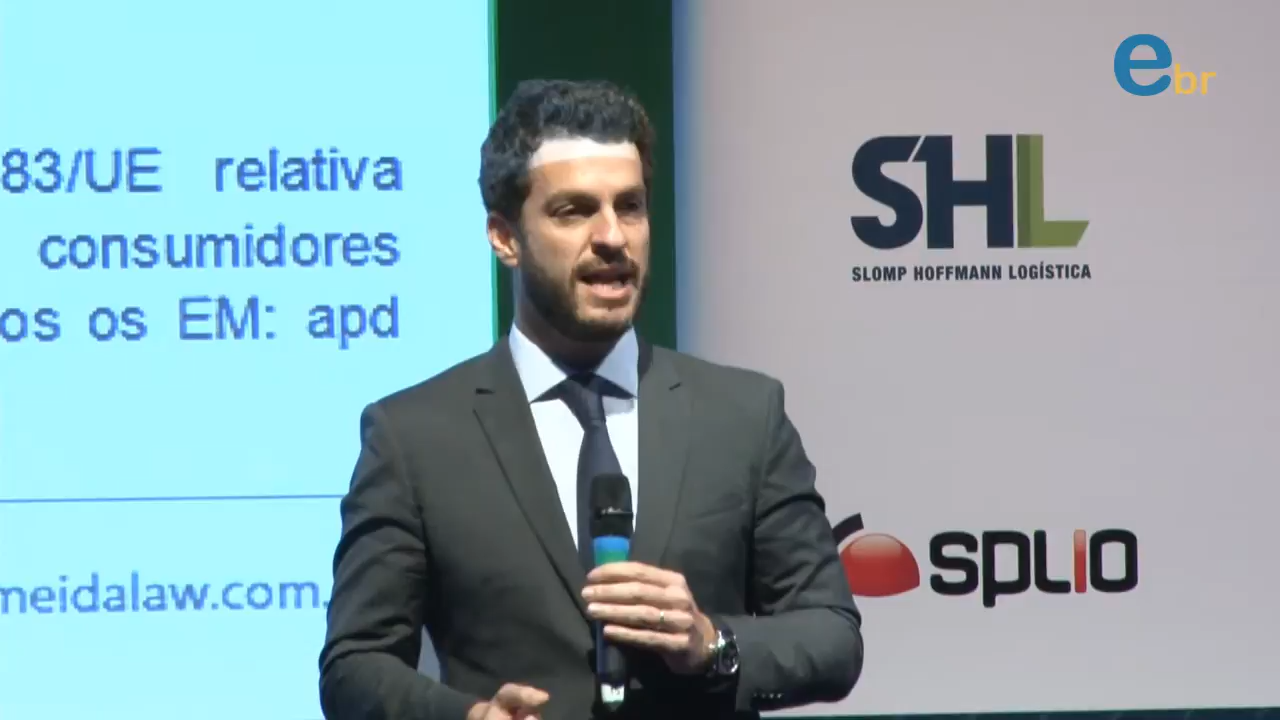 83/UE relativa
consumidores
os os EM: apd
meidalaw.com.
ebr
SHL
SLOMP HOFFMANN LOGÍSTICA
SPLIO